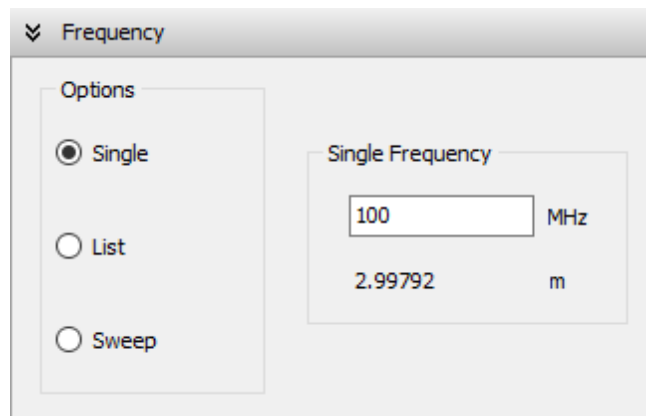 Frequency
Options
Single
List
Sweep
Single Frequency
100 MHz
2.99792 m